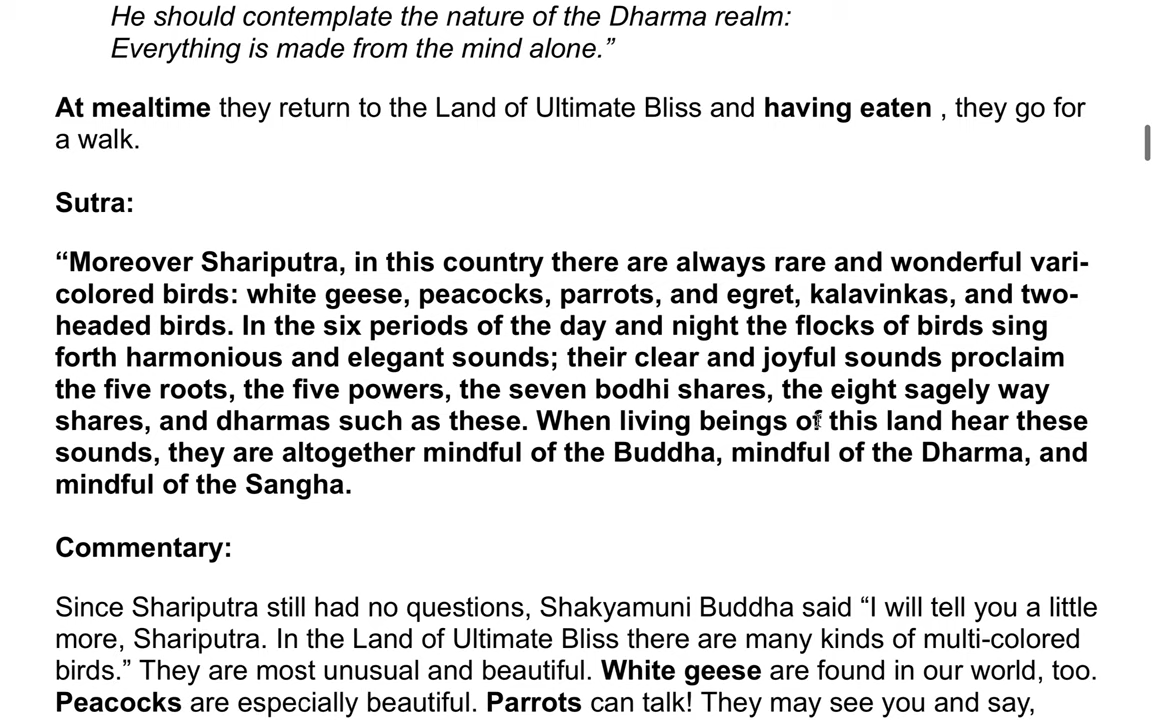 He should contemplate the nature of the Dharma realm:
Everything is made from the mind alone.”
At mealtime they return to the Land of Ultimate Bliss and having eaten , they go for
a walk.
Sutra:
“Moreover Shariputra, in this country there are always rare and wonderful vari-
colored birds: white geese, peacocks, parrots, and egret, kalavinkas, and two-
headed birds. In the six periods of the day and night the flocks of birds sing
forth harmonious and elegant sounds; their clear and joyful sounds proclaim
the five roots, the five powers, the seven bodhi shares, the eight sagely way
shares, and dharmas such as these. When living beings of this land hear these
sounds, they are altogether mindful of the Buddha, mindful of the Dharma, and
mindful of the Sangha.
Commentary:
Since Shariputra still had no questions, Shakyamuni Buddha said “I will tell you a little
more, Shariputra. In the Land of Ultimate Bliss there are many kinds of multi-colored
birds.” They are most unusual and beautiful. White geese are found in our world, too.
Peacocks are especially beautiful. Parrots can talk! They may see you and say,